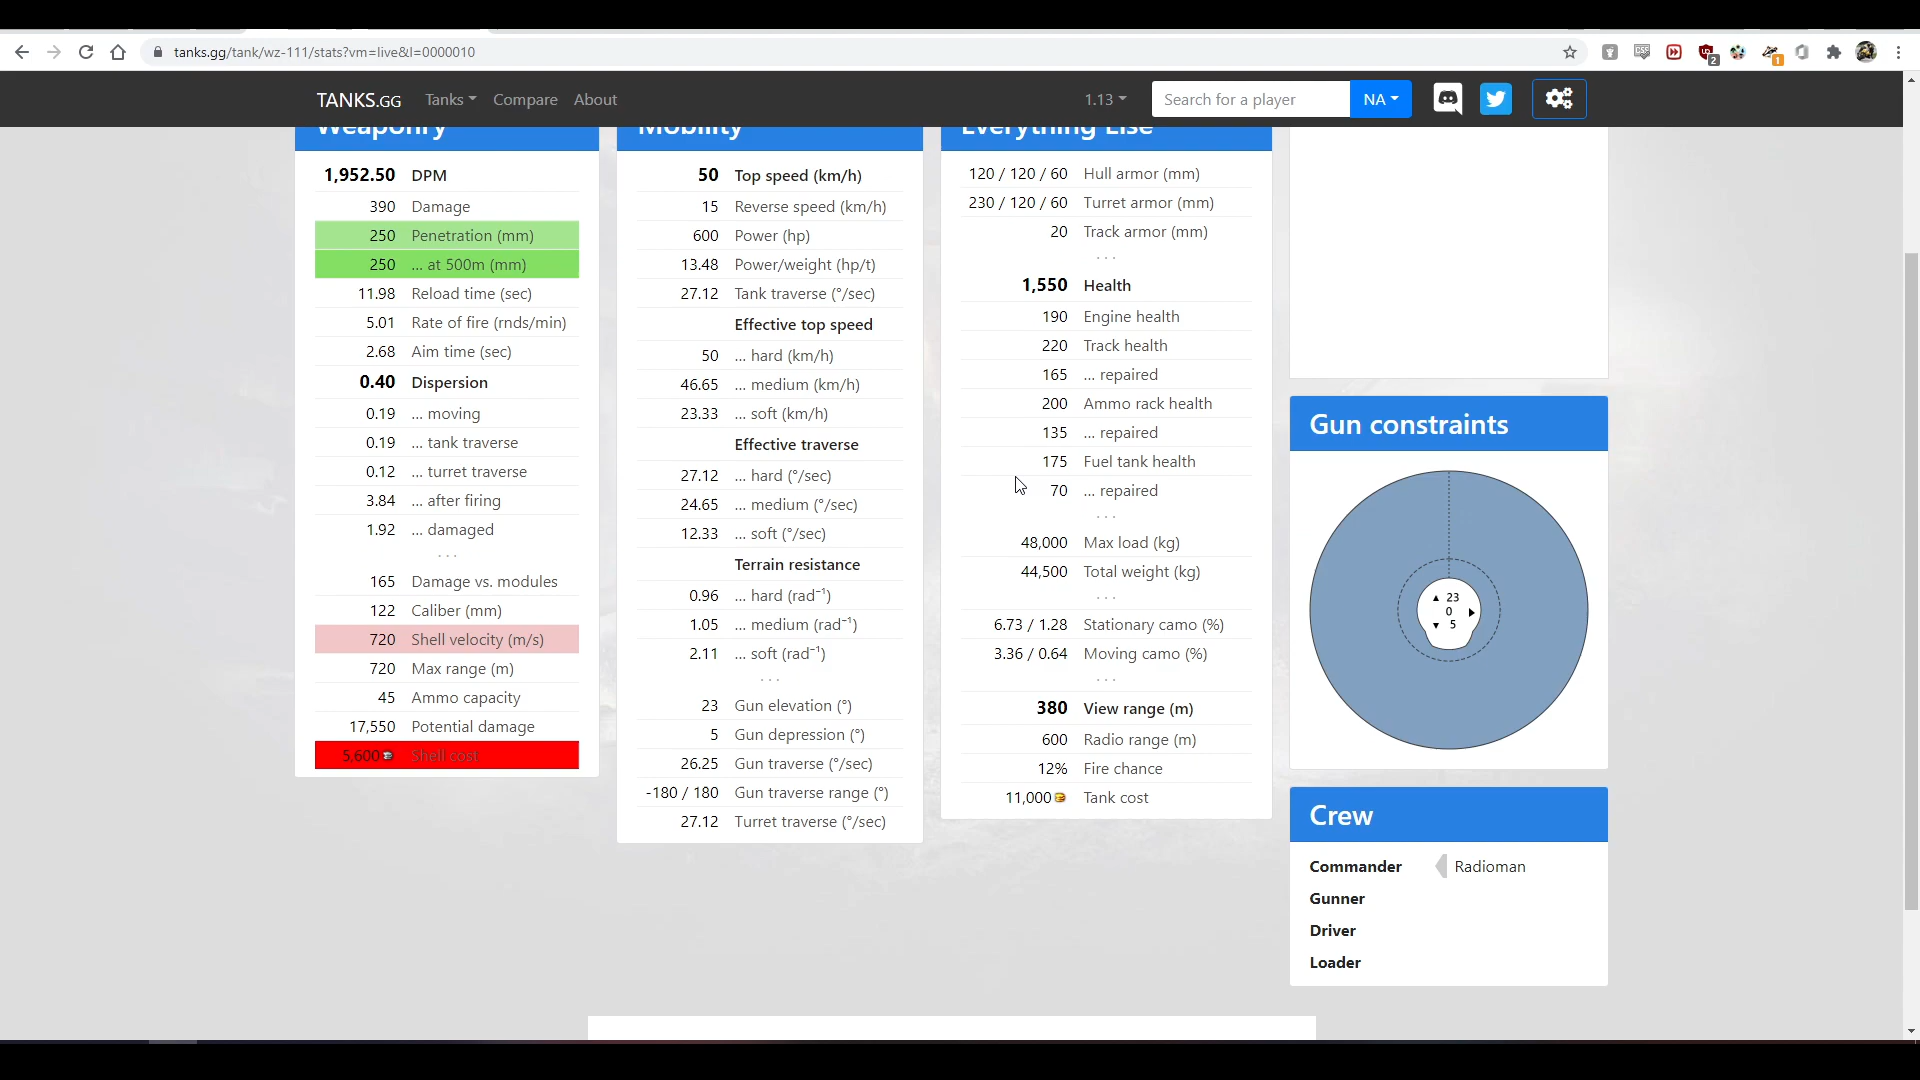 tanks.gg/tank/wz-111/stats?vm=live&l=0000010
TANKS.GG Tanks Compare About 1.13 Search for a player NA
Weaponry
1,952.50 DPM
390 Damage
250 Penetration (mm)
250 ... at 500m (mm)
11.98 Reload time (sec)
5.01 Rate of fire (rnds/min)
2.68 Aim time (sec)
0.40 Dispersion
0.19 ... moving
0.19 ... tank traverse
0.12 ... turret traverse
3.84 ... after firing
1.92 ... damaged
...
165 Damage vs. modules
122 Caliber (mm)
720 Shell velocity (m/s)
720 Max range (m)
45 Ammo capacity
17,550 Potential damage
5,600 Shell cost
Mobility
50 Top speed (km/h)
15 Reverse speed (km/h)
600 Power (hp)
13.48 Power/weight (hp/t)
27.12 Tank traverse (°/sec)
Effective top speed
50 ... hard (km/h)
46.65 ... medium (km/h)
23.33 ... soft (km/h)
Effective traverse
27.12 ... hard (°/sec)
24.65 ... medium (°/sec)
12.33 ... soft (°/sec)
Terrain resistance
0.96 ... hard (rad⁻¹)
1.05 ... medium (rad⁻¹)
2.11 ... soft (rad⁻¹)
...
23 Gun elevation (°)
5 Gun depression (°)
26.25 Gun traverse (°/sec)
-180 / 180 Gun traverse range (°)
27.12 Turret traverse (°/sec)
Everything Else
120 / 120 / 60 Hull armor (mm)
230 / 120 / 60 Turret armor (mm)
20 Track armor (mm)
...
1,550 Health
190 Engine health
220 Track health
165 ... repaired
200 Ammo rack health
135 ... repaired
175 Fuel tank health
70 ... repaired
...
48,000 Max load (kg)
44,500 Total weight (kg)
...
6.73 / 1.28 Stationary camo (%)
3.36 / 0.64 Moving camo (%)
...
380 View range (m)
600 Radio range (m)
12% Fire chance
11,000 Tank cost
Gun constraints
▲ 23
0 ▶
▼ 5
Crew
Commander Radioman
Gunner
Driver
Loader
2
1